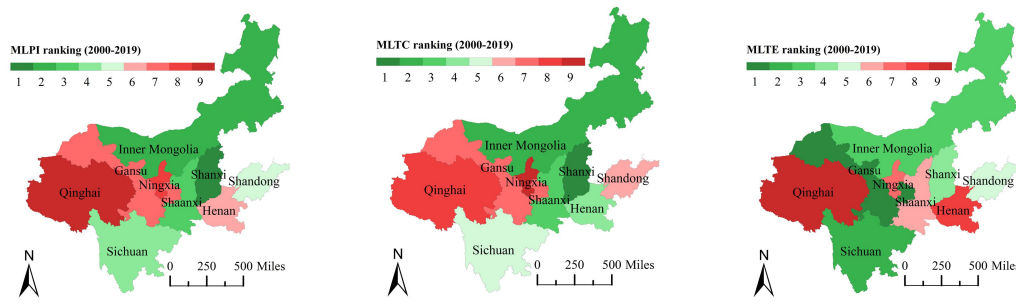 MLPI ranking (2000-2019)
1 2 3 4 5 6 7 8 9
Inner Mongolia
Gansu
Shanxi
Qinghai
Ningxia
Shandong
Shaanxi
Henan
Sichuan
N
0 250 500 Miles
MLTC ranking (2000-2019)
1 2 3 4 5 6 7 8 9
Inner Mongolia
Gansu
Shanxi
Qinghai
Ningxia
Shandong
Shaanxi
Henan
Sichuan
N
0 250 500 Miles
MLTE ranking (2000-2019)
1 2 3 4 5 6 7 8 9
Inner Mongolia
Gansu
Shanxi
Qinghai
Ningxia
Shandong
Shaanxi
Henan
Sichuan
N
0 250 500 Miles